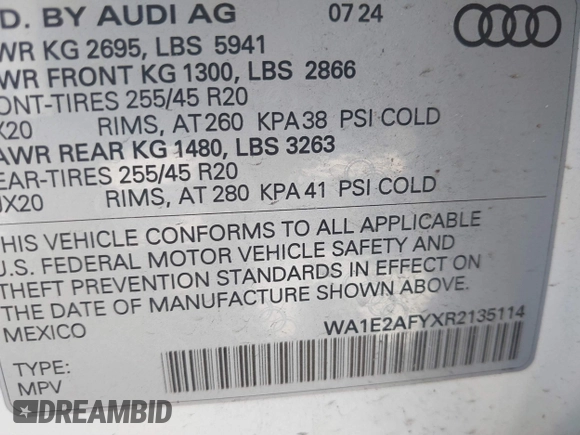 D. BY AUDI AG 07 24
WR KG 2695, LBS 5941
WR FRONT KG 1300, LBS 2866
ONT-TIRES 255/45 R20
X20 RIMS, AT 260 KPA 38 PSI COLD
AWR REAR KG 1480, LBS 3263
EAR-TIRES 255/45 R20
JX20 RIMS, AT 280 KPA 41 PSI COLD
THIS VEHICLE CONFORMS TO ALL APPLICABLE
U.S. FEDERAL MOTOR VEHICLE SAFETY AND
THEFT PREVENTION STANDARDS IN EFFECT ON
THE DATE OF MANUFACTURE SHOWN ABOVE.
MEXICO
WA1E2AFYXR2135114
TYPE:
MPV
DREAMBID